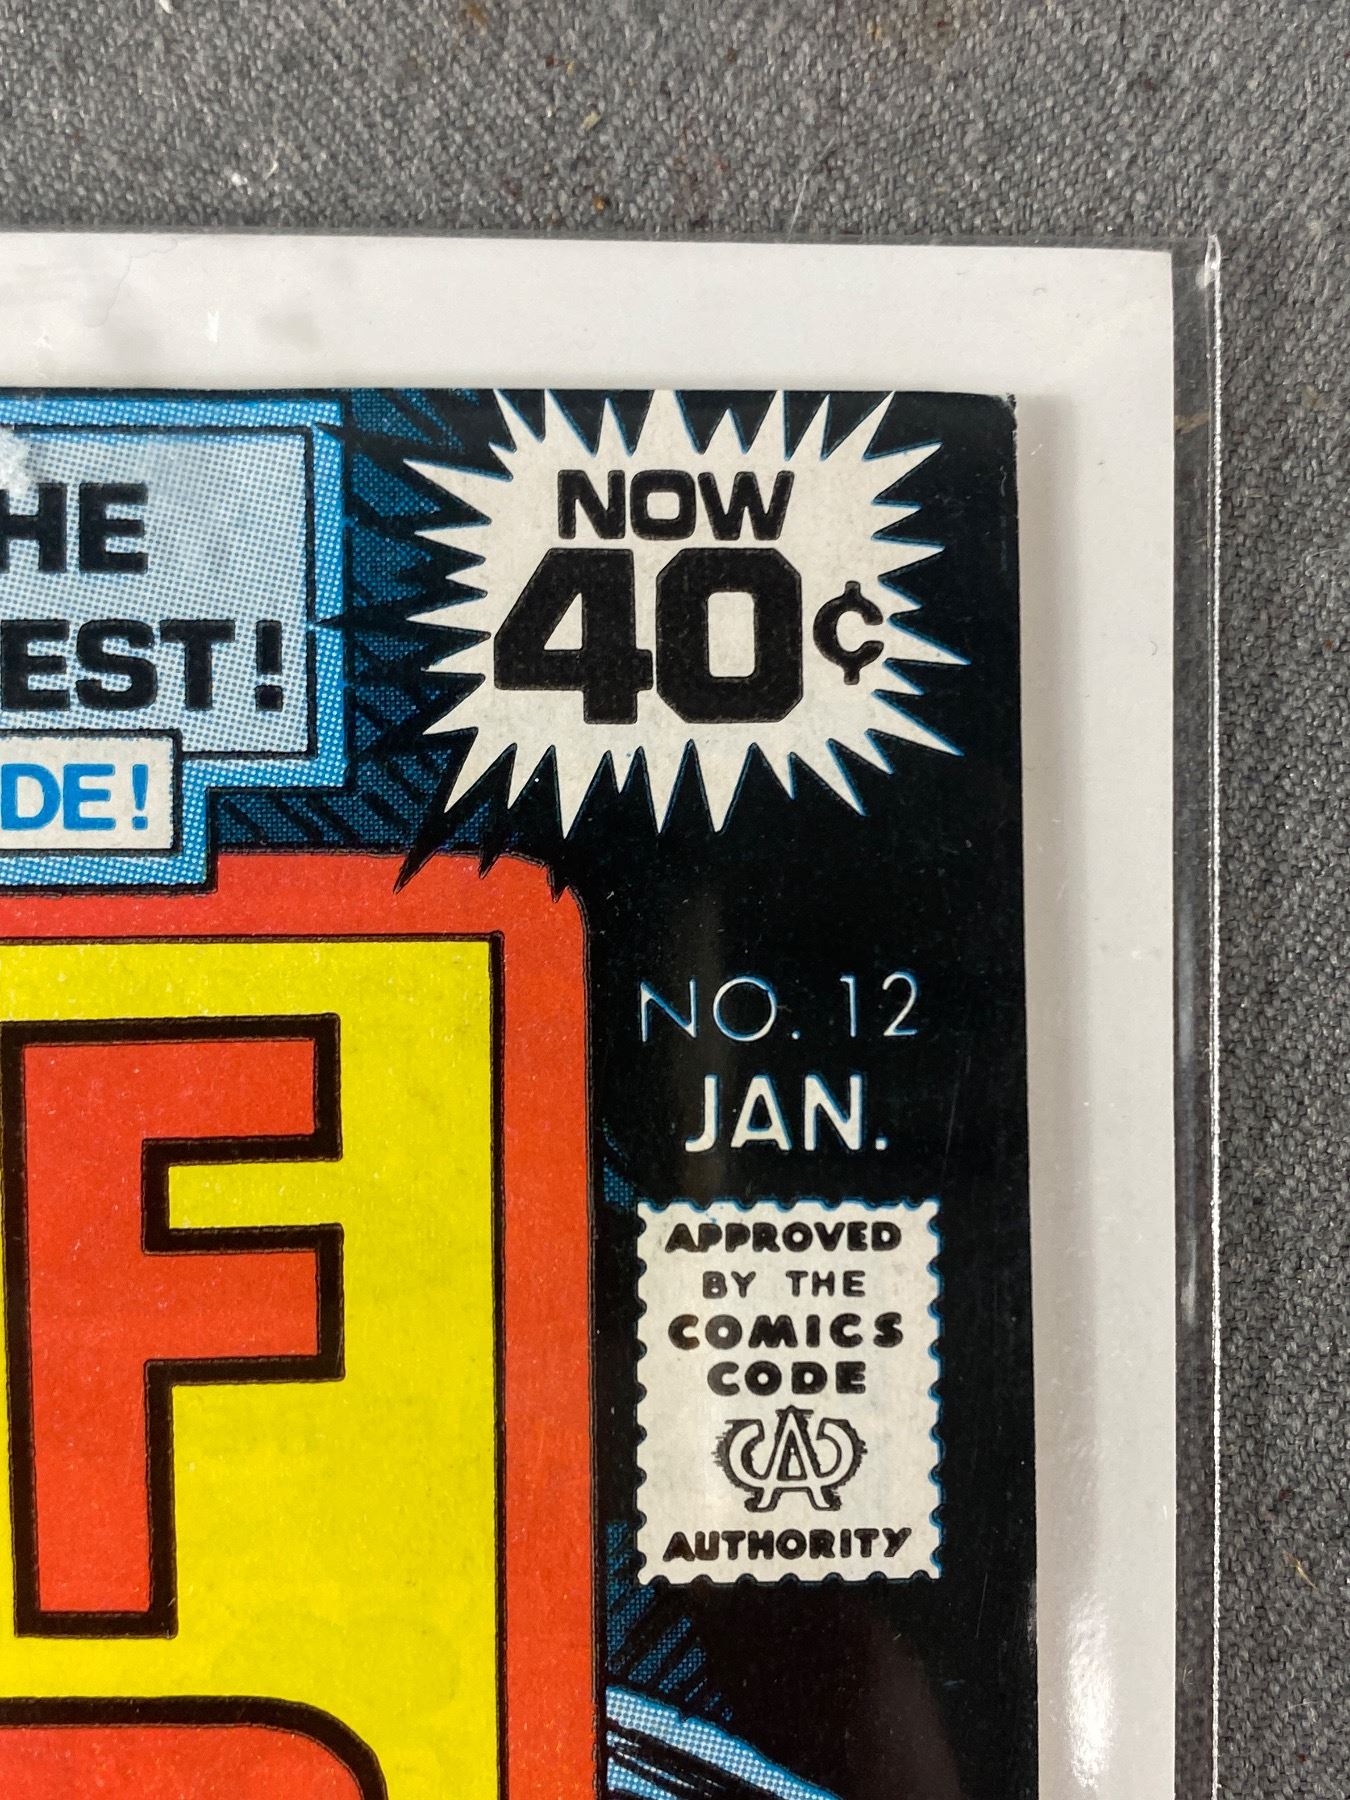 HE
EST!
DE!
NOW
40¢
F
NO. 12
JAN.
APPROVED
BY THE
COMICS
CODE
CA
AUTHORITY